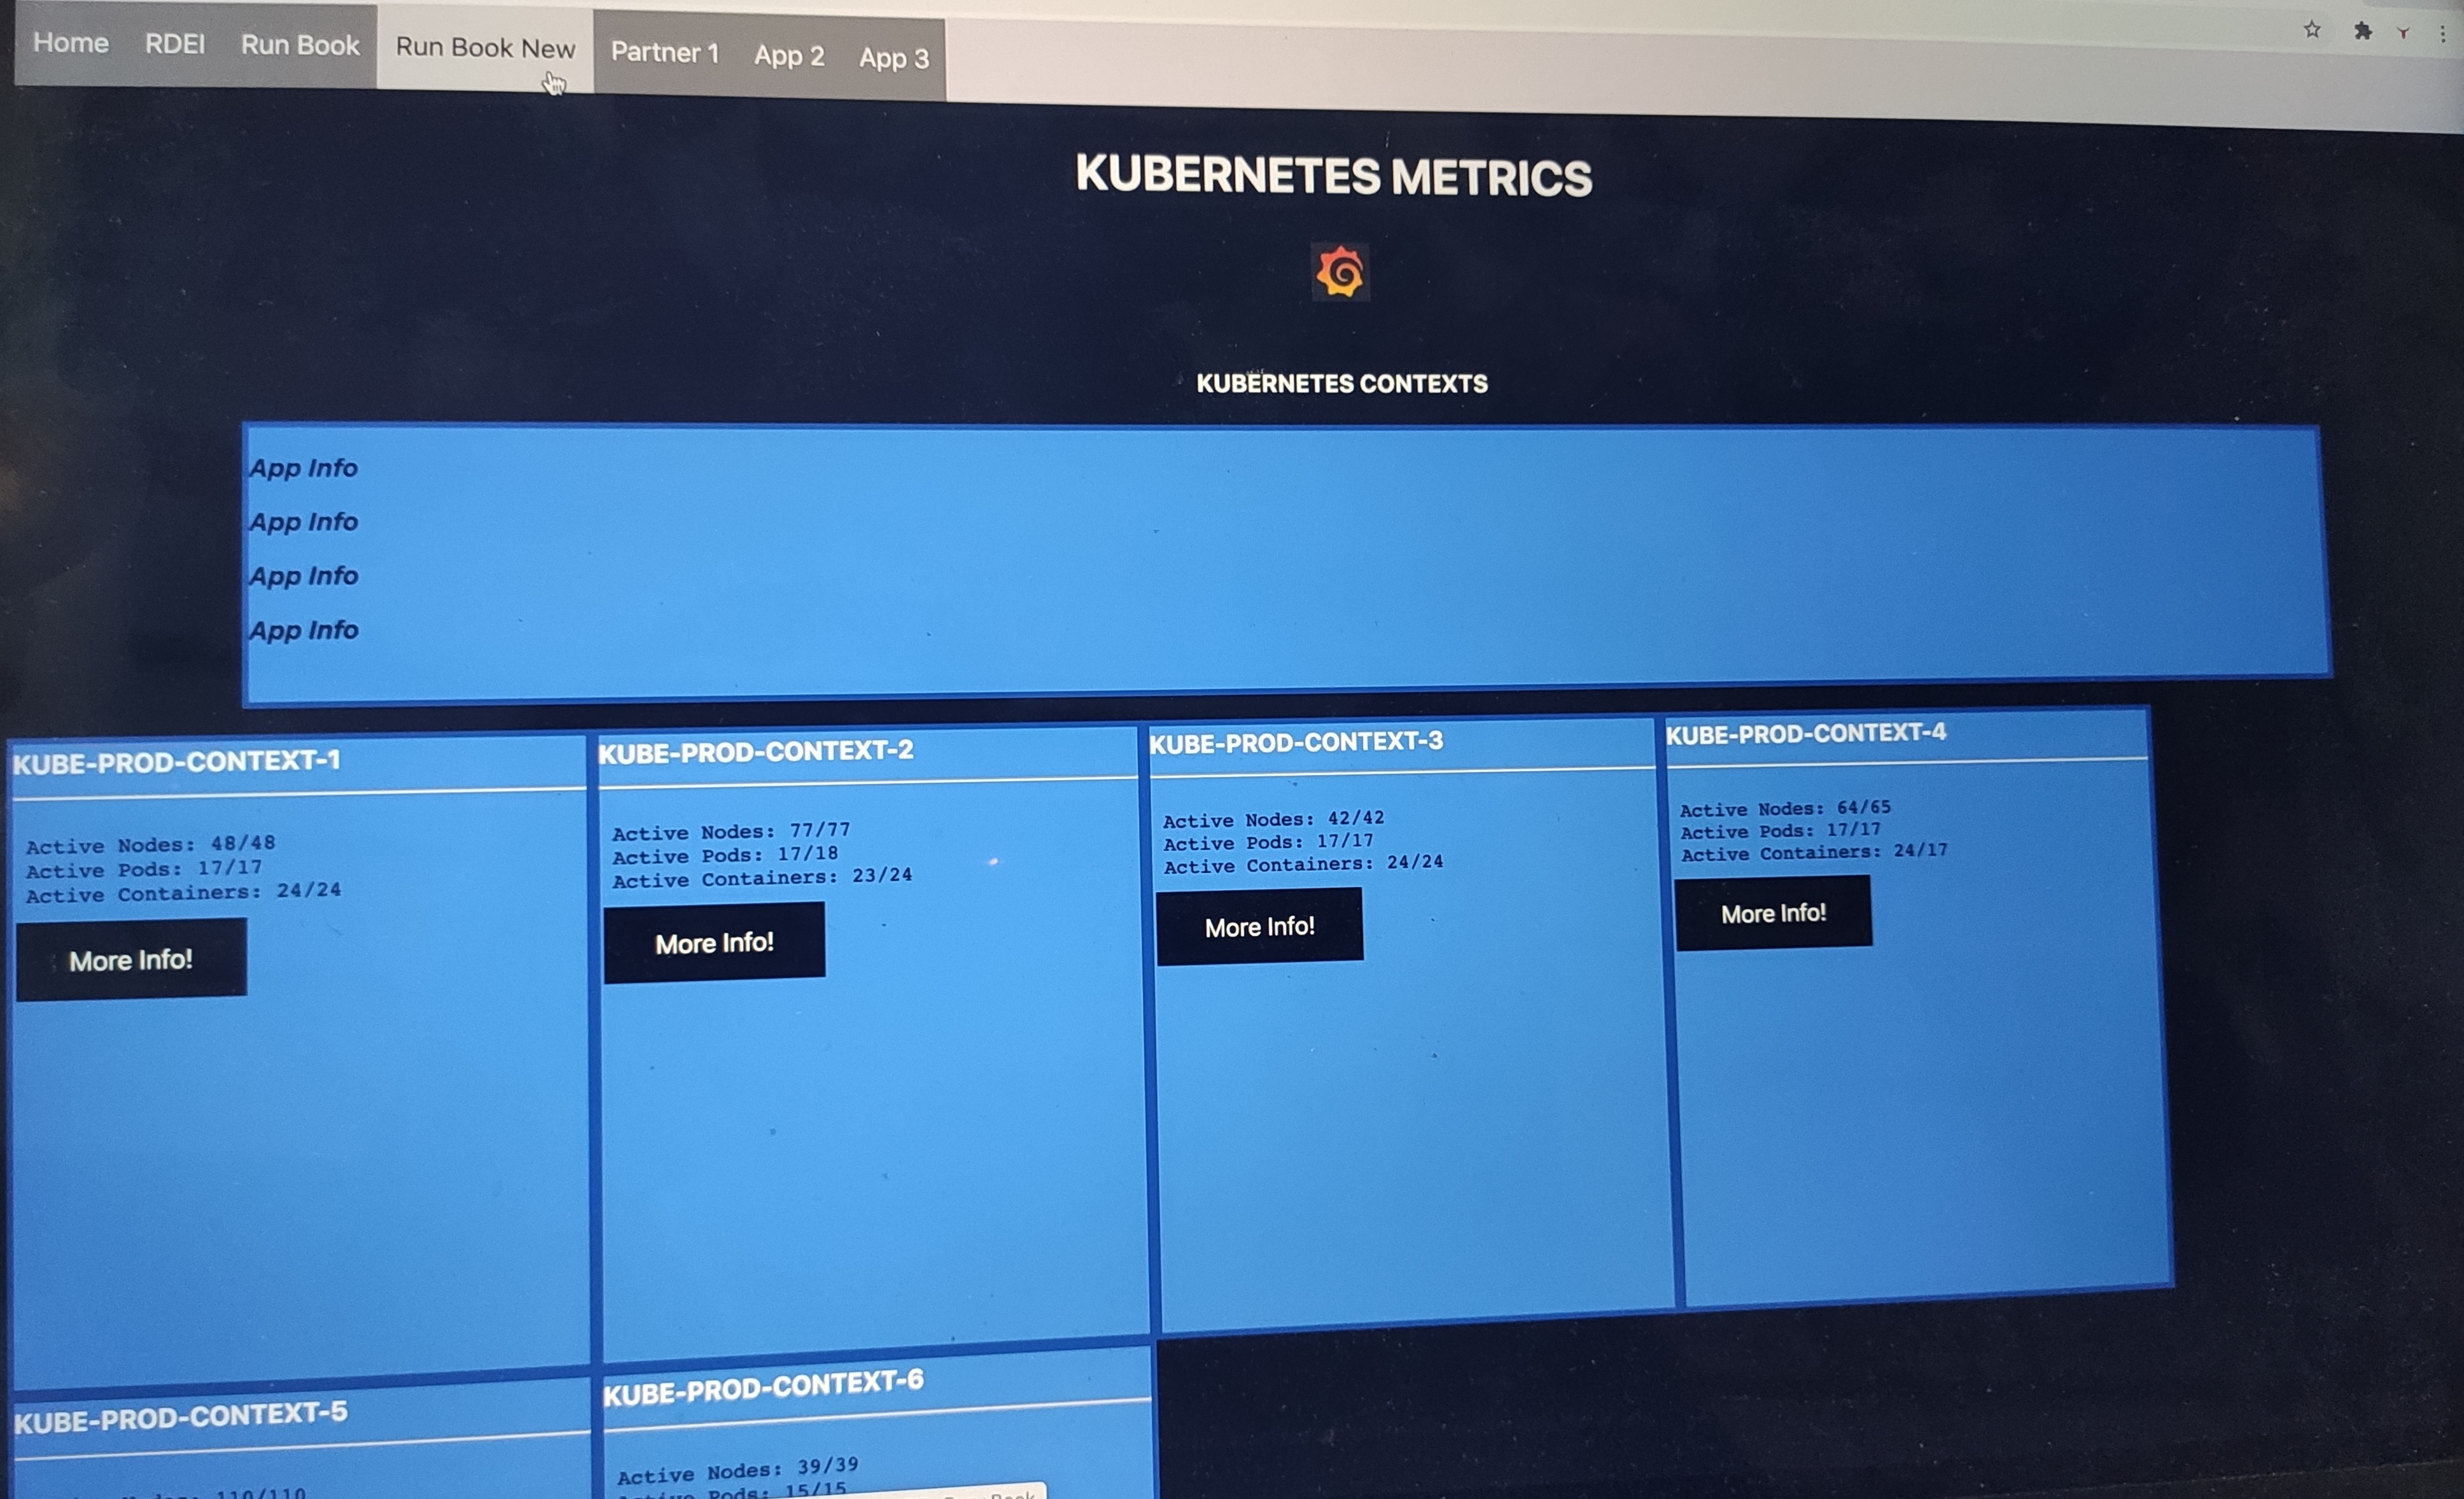 Home RDEI Run Book Run Book New Partner 1 App 2 App 3
KUBERNETES METRICS
KUBERNETES CONTEXTS
App Info
App Info
App Info
App Info
KUBE-PROD-CONTEXT-1
Active Nodes: 48/48
Active Pods: 17/17
Active Containers: 24/24
More Info!
KUBE-PROD-CONTEXT-2
Active Nodes: 77/77
Active Pods: 17/18
Active Containers: 23/24
More Info!
KUBE-PROD-CONTEXT-3
Active Nodes: 42/42
Active Pods: 17/17
Active Containers: 24/24
More Info!
KUBE-PROD-CONTEXT-4
Active Nodes: 64/65
Active Pods: 17/17
Active Containers: 24/17
More Info!
KUBE-PROD-CONTEXT-5
110/110
KUBE-PROD-CONTEXT-6
Active Nodes: 39/39
Pods: 15/15